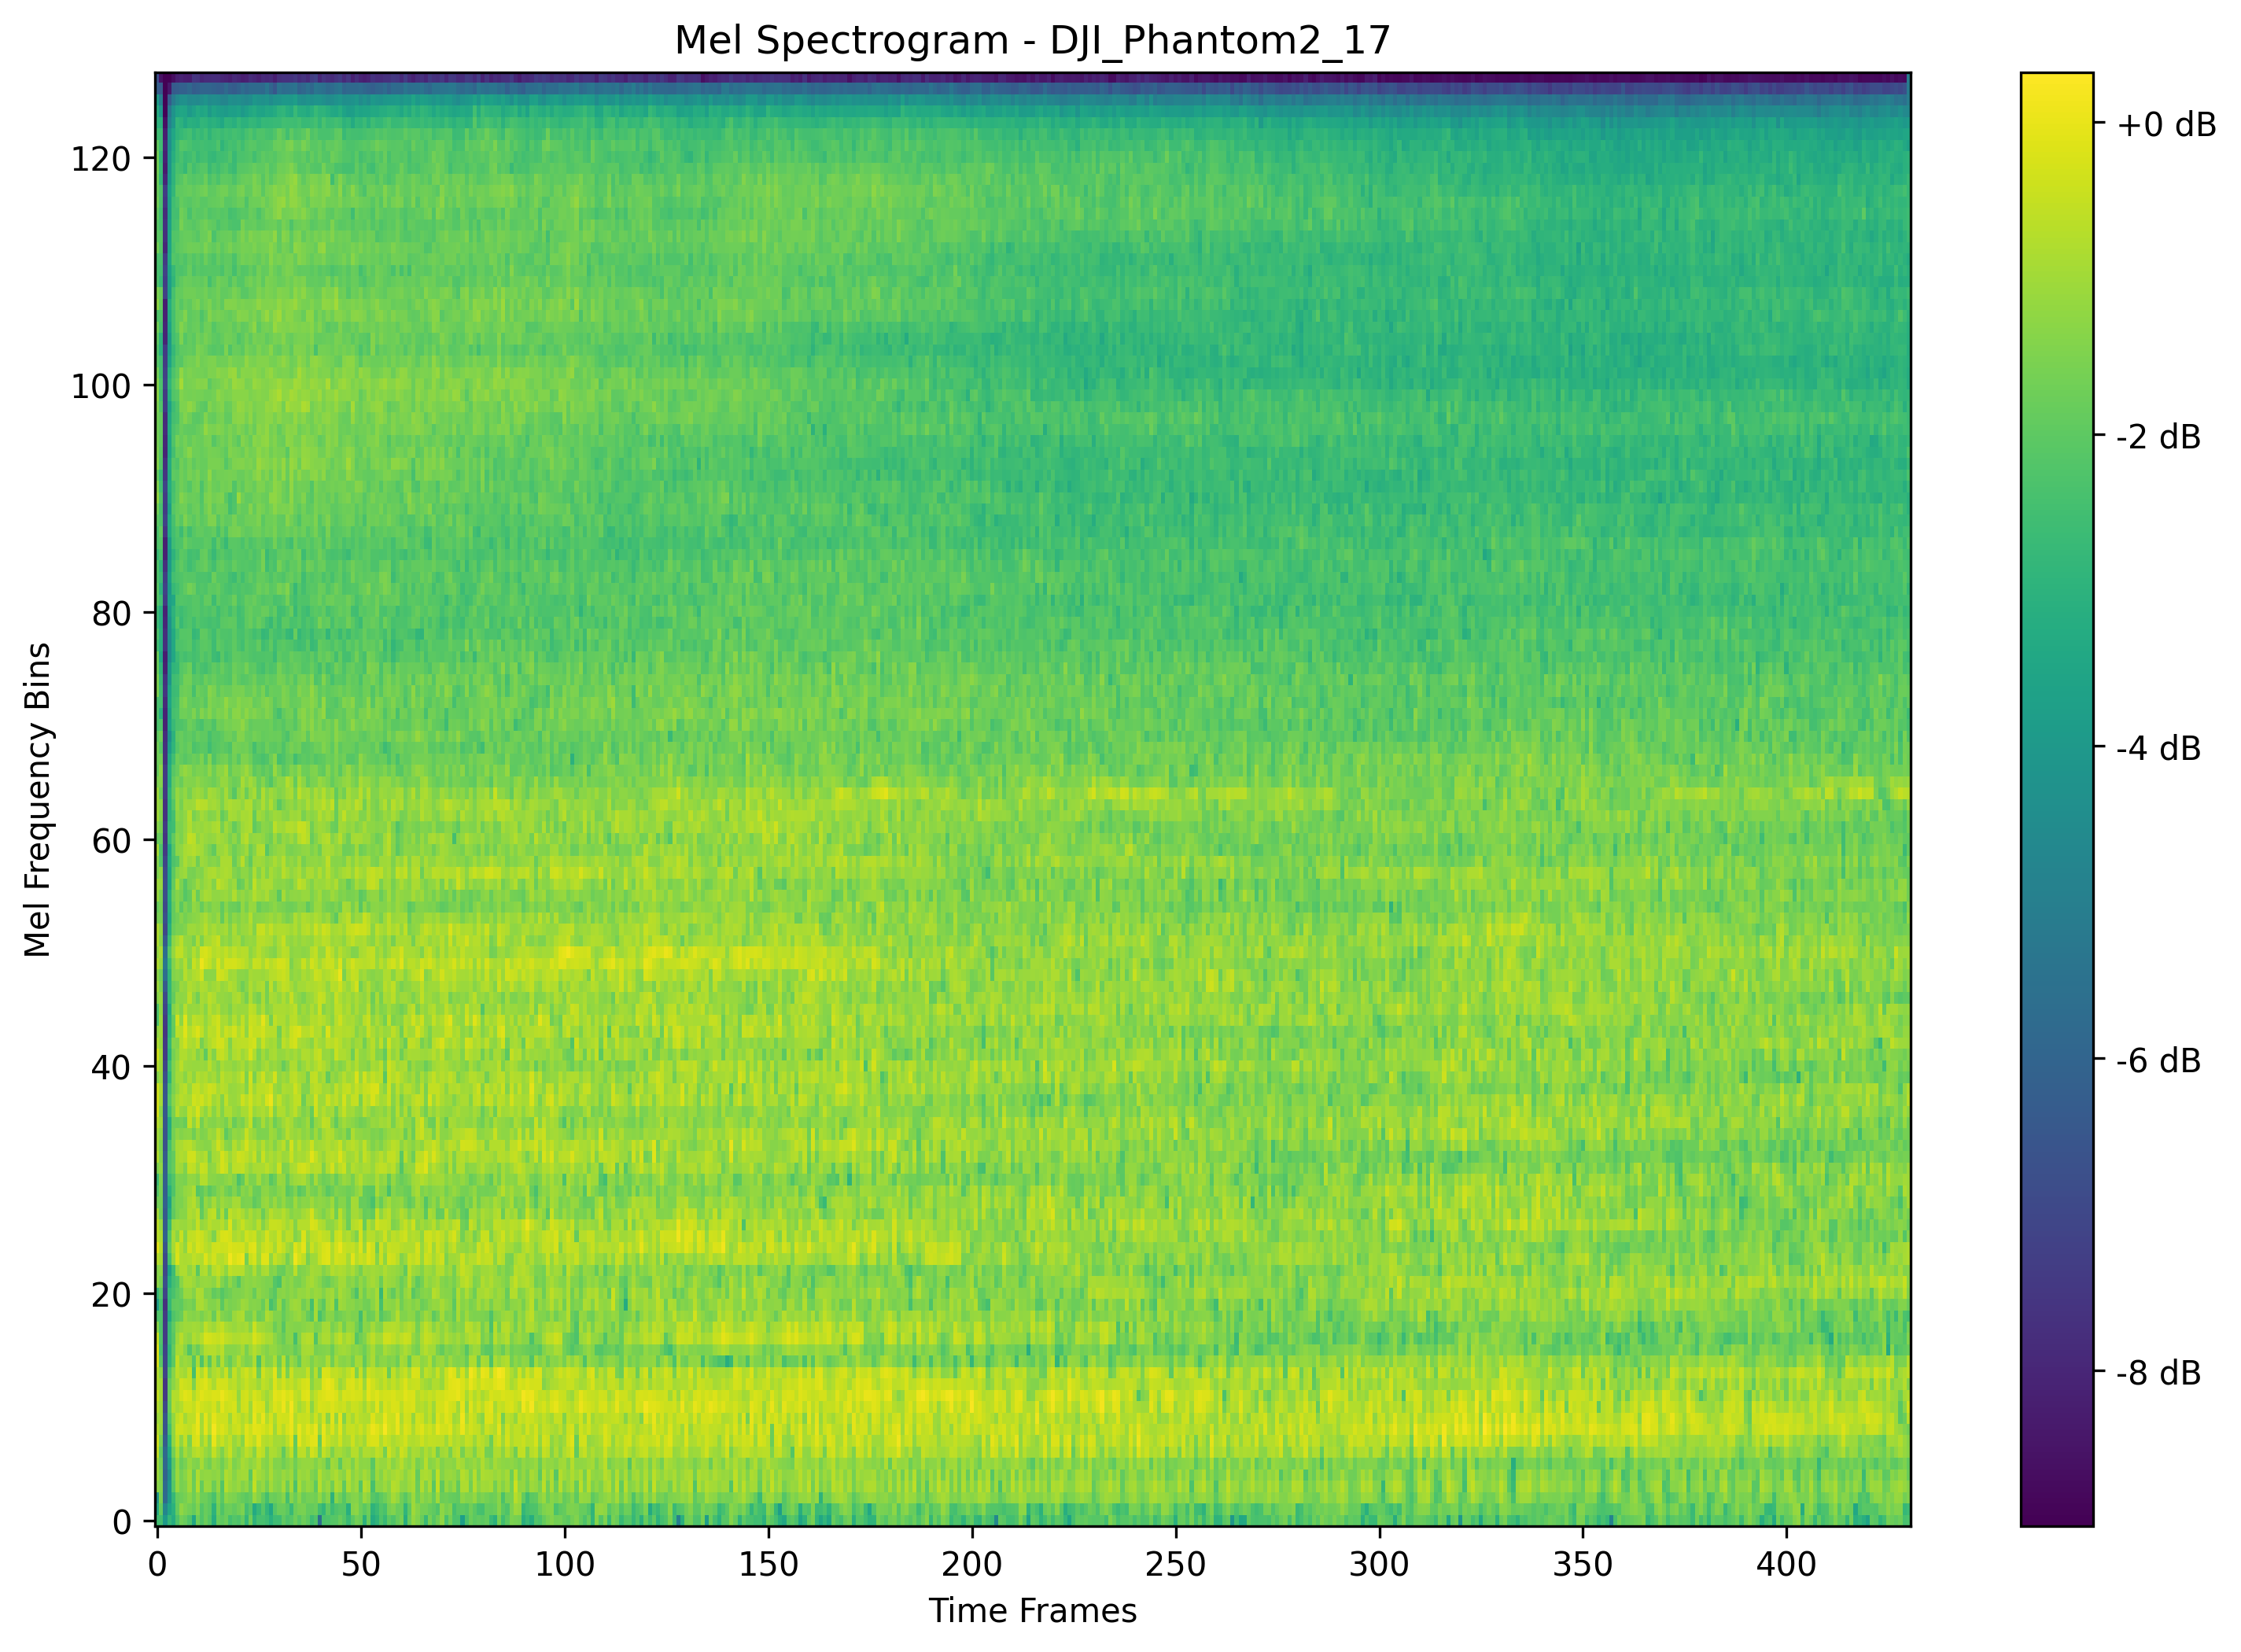 Mel Spectrogram - DJI_Phantom2_17
Mel Frequency Bins
120
100
80
60
40
20
0
0 50 100 150 200 250 300 350 400
Time Frames
+0 dB
-2 dB
-4 dB
-6 dB
-8 dB